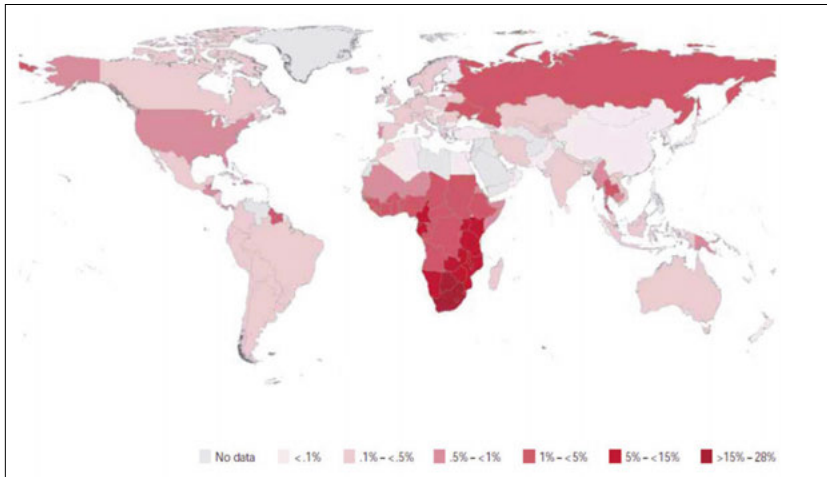 No data <.1% .1% – <.5% .5% – <1% 1% – <5% 5% – <15% >15% – 28%